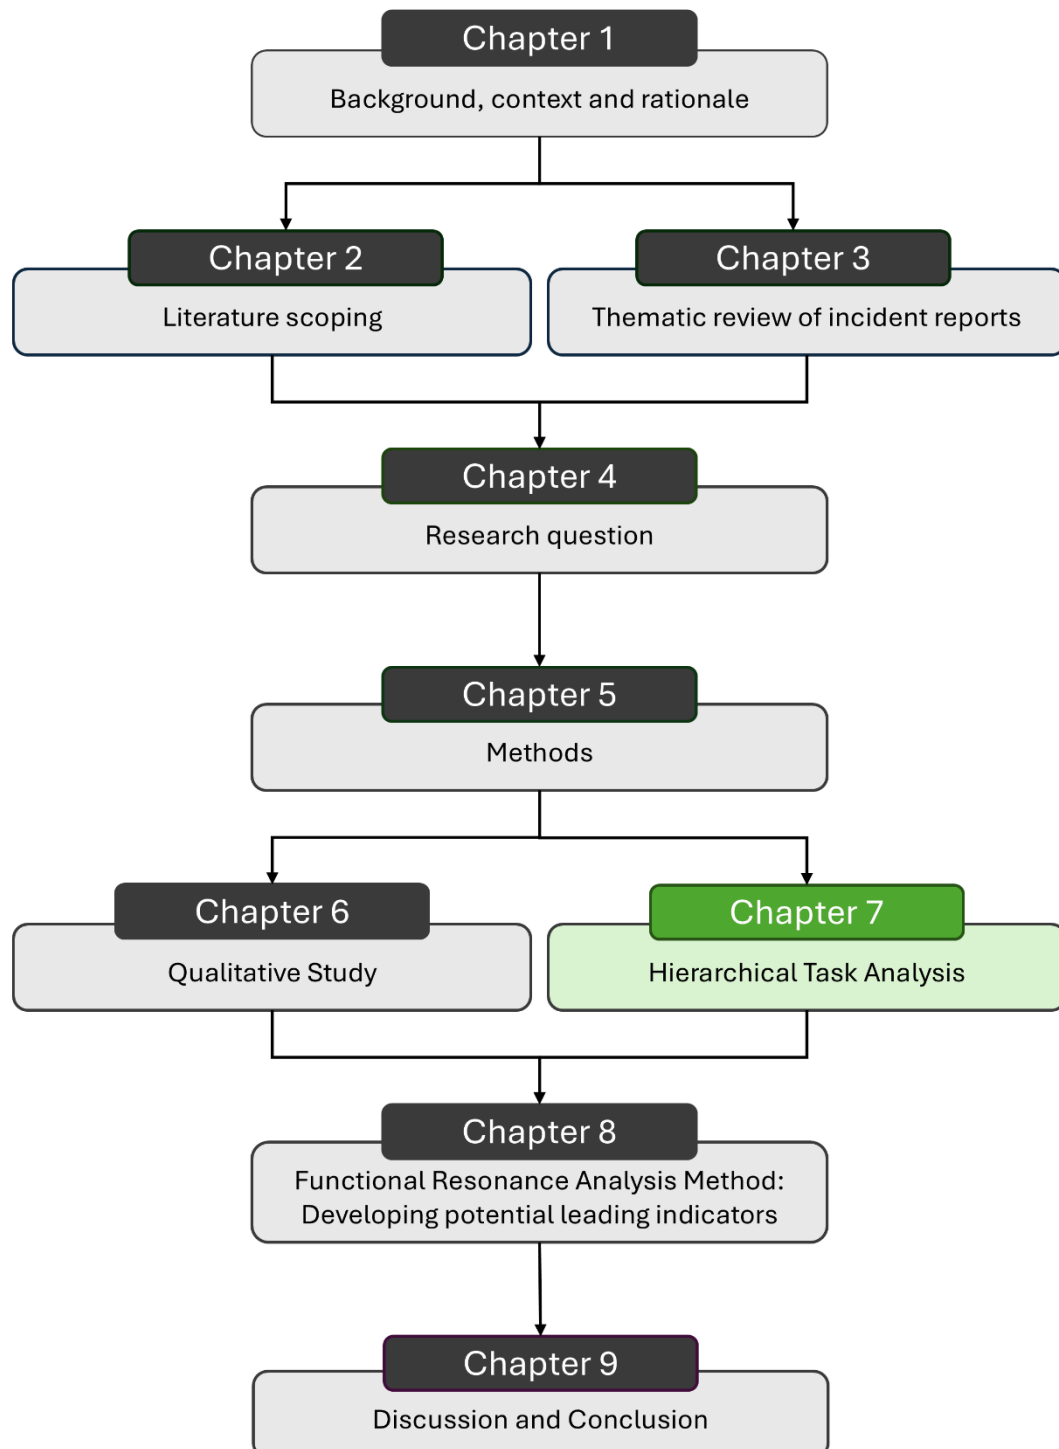 Chapter 1
Background, context and rationale
Chapter 2
Literature scoping
Chapter 3
Thematic review of incident reports
Chapter 4
Research question
Chapter 5
Methods
Chapter 6
Qualitative Study
Chapter 7
Hierarchical Task Analysis
Chapter 8
Functional Resonance Analysis Method:
Developing potential leading indicators
Chapter 9
Discussion and Conclusion